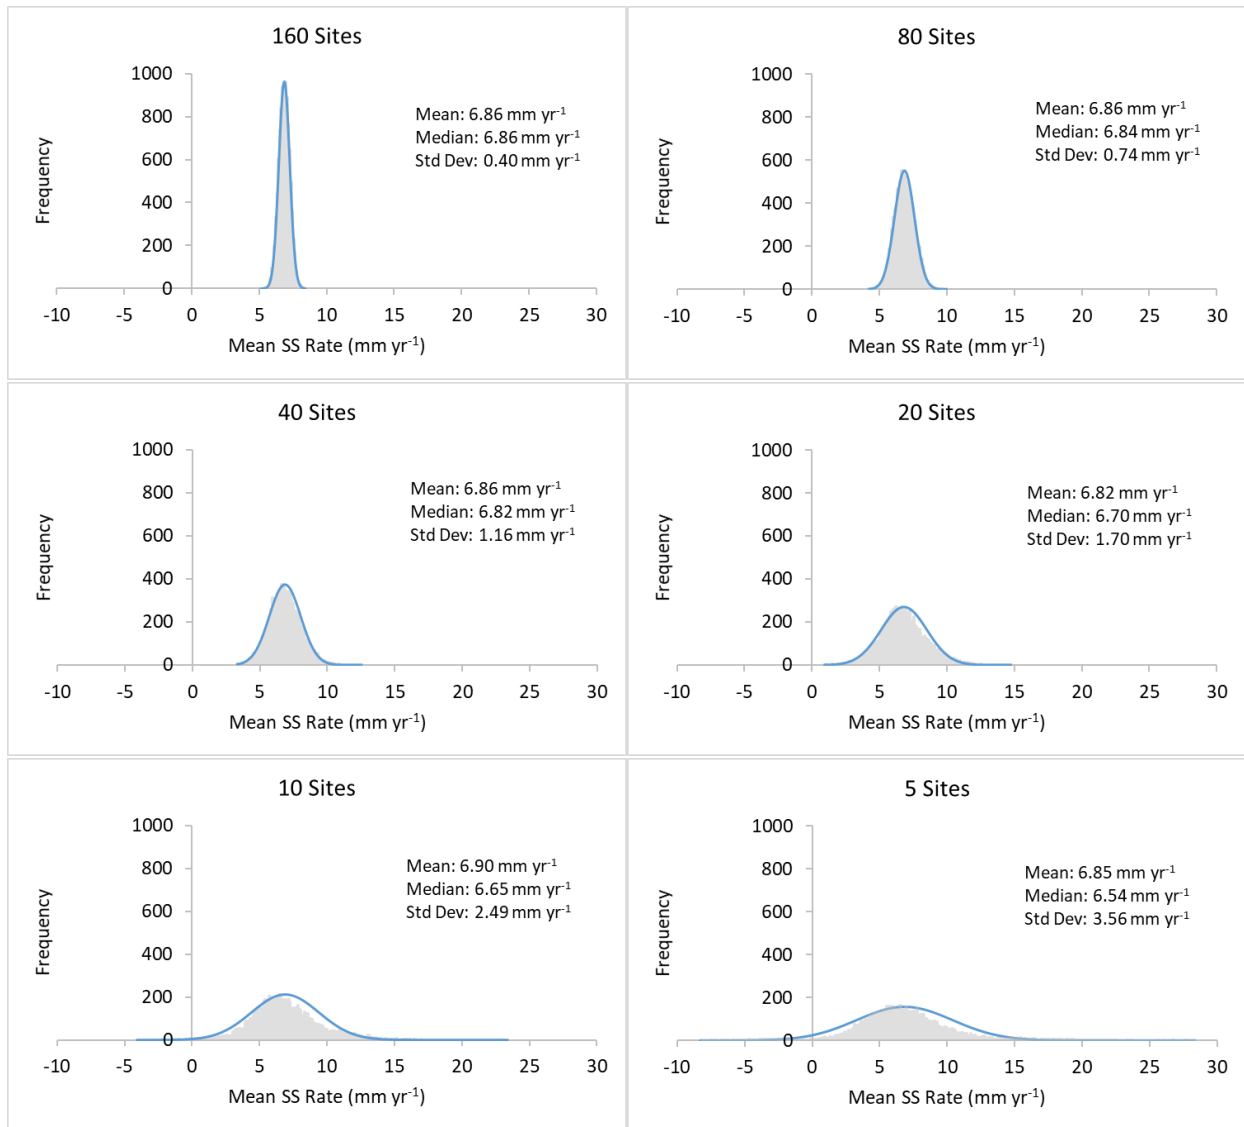 160 Sites
1000
800
600
400
200
0
Frequency
Mean: 6.86 mm yr⁻¹
Median: 6.86 mm yr⁻¹
Std Dev: 0.40 mm yr⁻¹
-10 -5 0 5 10 15 20 25 30
Mean SS Rate (mm yr⁻¹)
80 Sites
1000
800
600
400
200
0
Frequency
Mean: 6.86 mm yr⁻¹
Median: 6.84 mm yr⁻¹
Std Dev: 0.74 mm yr⁻¹
-10 -5 0 5 10 15 20 25 30
Mean SS Rate (mm yr⁻¹)
40 Sites
1000
800
600
400
200
0
Frequency
Mean: 6.86 mm yr⁻¹
Median: 6.82 mm yr⁻¹
Std Dev: 1.16 mm yr⁻¹
-10 -5 0 5 10 15 20 25 30
Mean SS Rate (mm yr⁻¹)
20 Sites
1000
800
600
400
200
0
Frequency
Mean: 6.82 mm yr⁻¹
Median: 6.70 mm yr⁻¹
Std Dev: 1.70 mm yr⁻¹
-10 -5 0 5 10 15 20 25 30
Mean SS Rate (mm yr⁻¹)
10 Sites
1000
800
600
400
200
0
Frequency
Mean: 6.90 mm yr⁻¹
Median: 6.65 mm yr⁻¹
Std Dev: 2.49 mm yr⁻¹
-10 -5 0 5 10 15 20 25 30
Mean SS Rate (mm yr⁻¹)
5 Sites
1000
800
600
400
200
0
Frequency
Mean: 6.85 mm yr⁻¹
Median: 6.54 mm yr⁻¹
Std Dev: 3.56 mm yr⁻¹
-10 -5 0 5 10 15 20 25 30
Mean SS Rate (mm yr⁻¹)